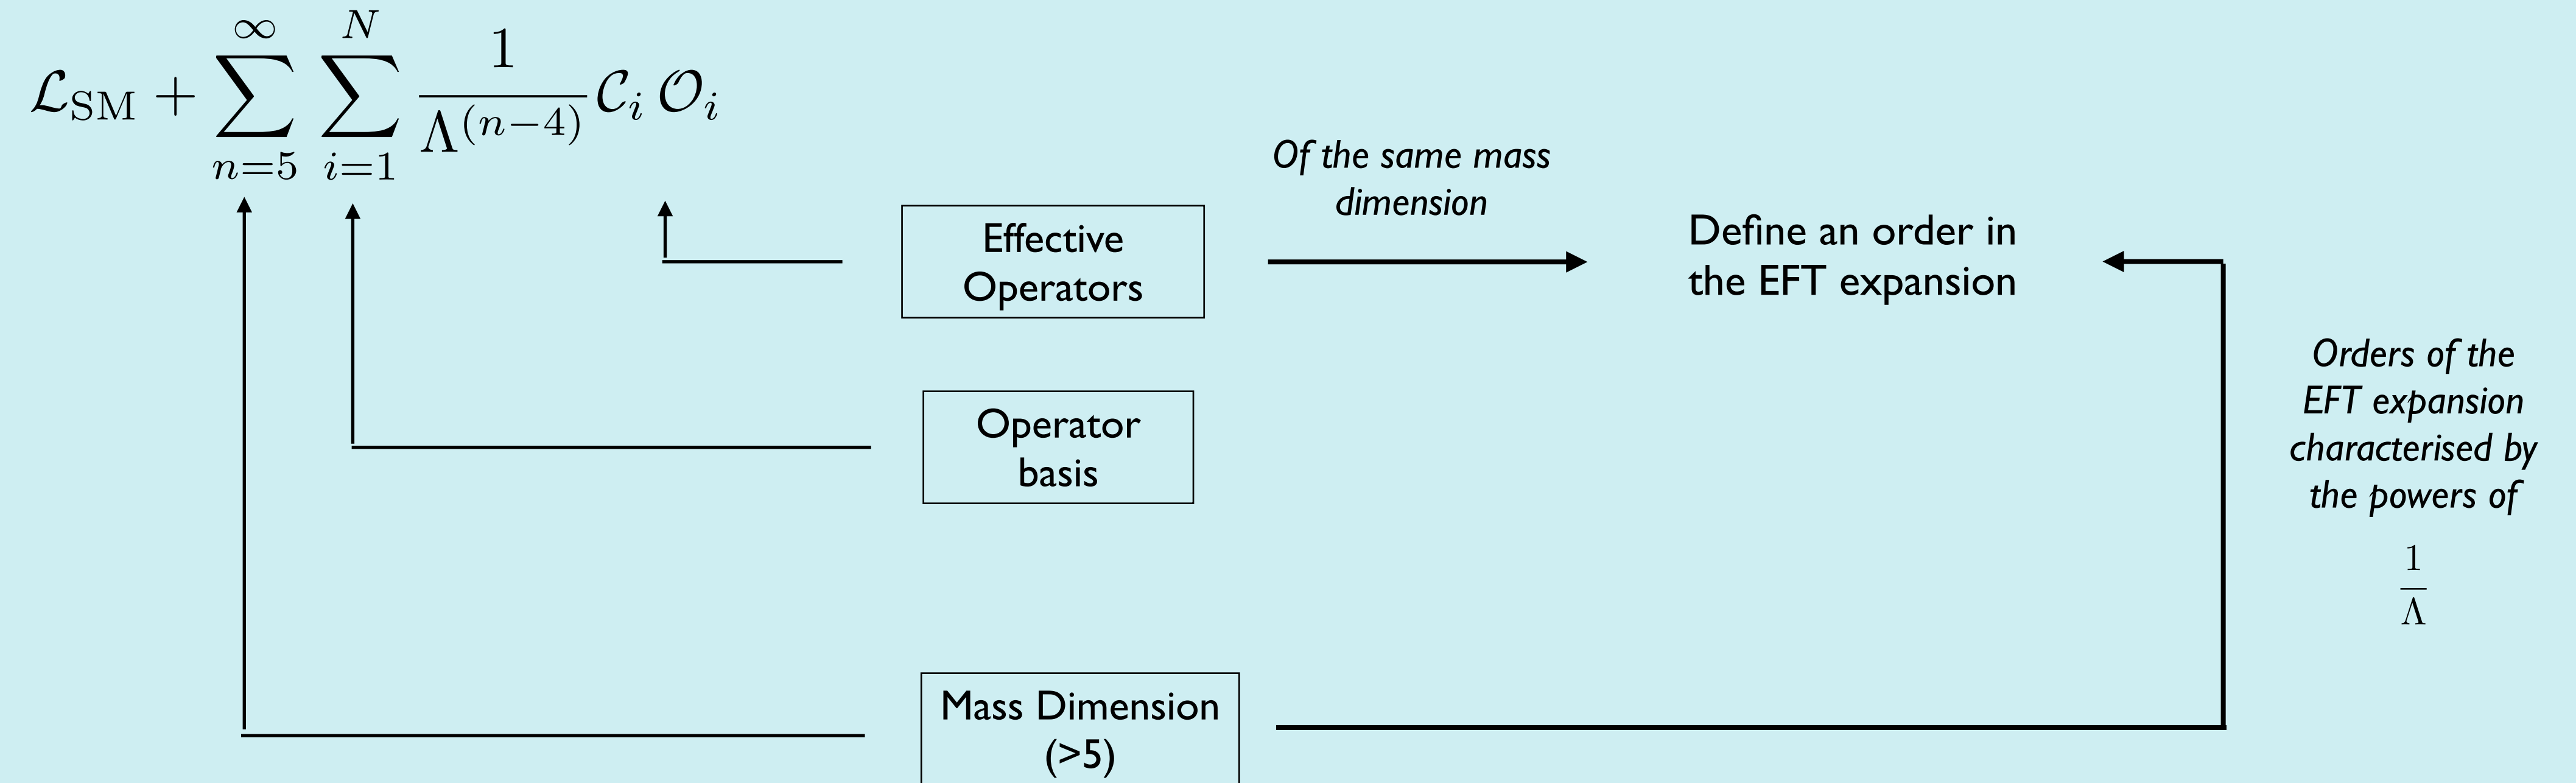 $\mathcal{L}_{\mathrm{SM}} + \sum_{n=5}^{\infty} \sum_{i=1}^{N} \frac{1}{\Lambda^{(n-4)}} \mathcal{C}_i \, \mathcal{O}_i$
Of the same mass
dimension
Effective
Operators
Define an order in
the EFT expansion
Operator
basis
Orders of the
EFT expansion
characterised by
the powers of
$\frac{1}{\Lambda}$
Mass Dimension
(>5)